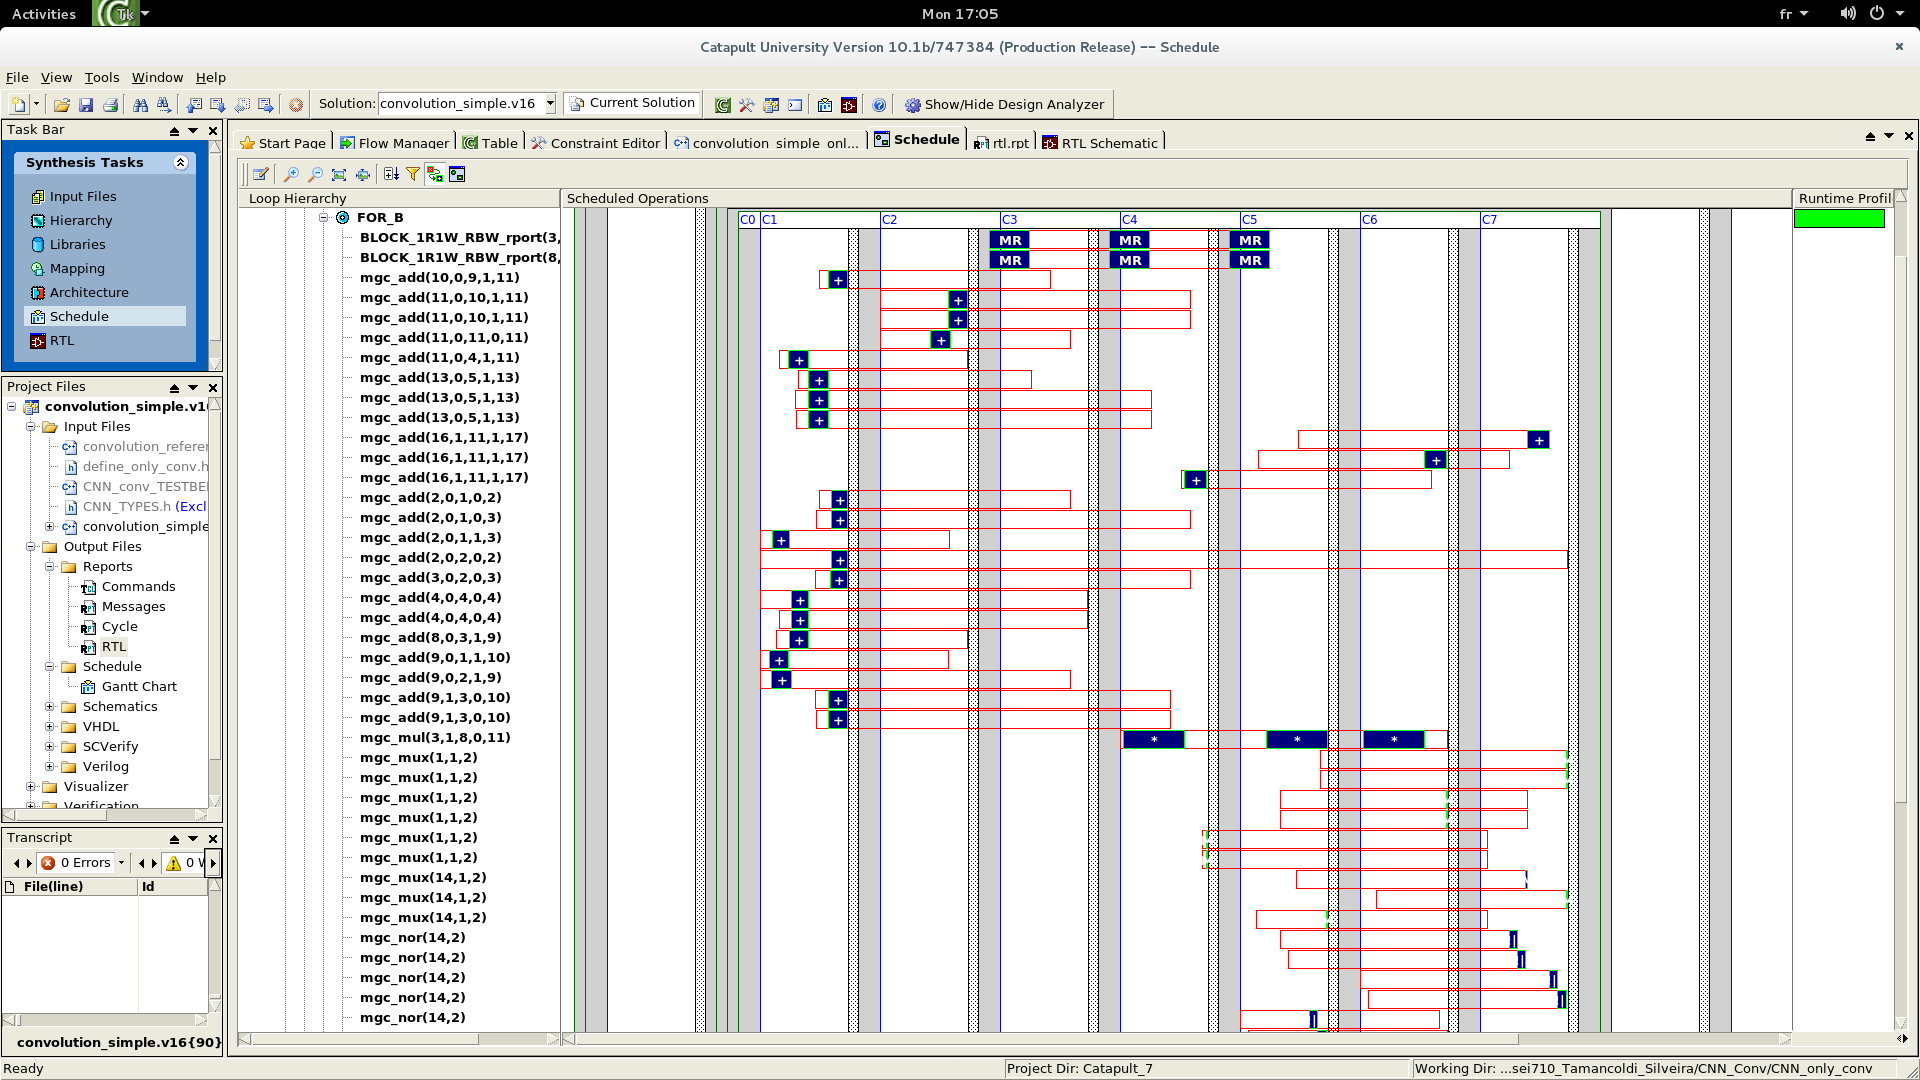 Activities
Tk
Mon 17:05
fr
Catapult University Version 10.1b/747384 (Production Release) -- Schedule
File View Tools Window Help
Solution: convolution_simple.v16 Current Solution Show/Hide Design Analyzer
Task Bar
Synthesis Tasks
Input Files
Hierarchy
Libraries
Mapping
Architecture
Schedule
RTL
Project Files
convolution_simple.v1
Input Files
convolution_refere
define_only_conv.h
CNN_conv_TESTBE
CNN_TYPES.h (Excl
convolution_simple
Output Files
Reports
Commands
Messages
Cycle
RTL
Schedule
Gantt Chart
Schematics
VHDL
SCVerify
Verilog
Visualizer
Verification
Transcript
0 Errors
0 W
File(line) Id
convolution_simple.v16{90}
Start Page Flow Manager Table Constraint Editor convolution_simple_onl... Schedule rtl.rpt RTL Schematic
Loop Hierarchy Scheduled Operations Runtime Profil
C0 C1 C2 C3 C4 C5 C6 C7
FOR_B
BLOCK_1R1W_RBW_rport(3, MR MR MR
BLOCK_1R1W_RBW_rport(8, MR MR MR
mgc_add(10,0,9,1,11) +
mgc_add(11,0,10,1,11) +
mgc_add(11,0,10,1,11) +
mgc_add(11,0,11,0,11) +
mgc_add(11,0,4,1,11) +
mgc_add(13,0,5,1,13) +
mgc_add(13,0,5,1,13) +
mgc_add(13,0,5,1,13) +
mgc_add(16,1,11,1,17) +
mgc_add(16,1,11,1,17) +
mgc_add(16,1,11,1,17) +
mgc_add(2,0,1,0,2) +
mgc_add(2,0,1,0,3) +
mgc_add(2,0,1,1,3) +
mgc_add(2,0,2,0,2) +
mgc_add(3,0,2,0,3) +
mgc_add(4,0,4,0,4) +
mgc_add(4,0,4,0,4) +
mgc_add(8,0,3,1,9) +
mgc_add(9,0,1,1,10) +
mgc_add(9,0,2,1,9) +
mgc_add(9,1,3,0,10) +
mgc_add(9,1,3,0,10) +
mgc_mul(3,1,8,0,11) * * *
mgc_mux(1,1,2)
mgc_mux(1,1,2)
mgc_mux(1,1,2)
mgc_mux(1,1,2)
mgc_mux(1,1,2)
mgc_mux(1,1,2)
mgc_mux(14,1,2)
mgc_mux(14,1,2)
mgc_mux(14,1,2)
mgc_nor(14,2)
mgc_nor(14,2)
mgc_nor(14,2)
mgc_nor(14,2)
mgc_nor(14,2)
Ready
Project Dir: Catapult_7
Working Dir: ...sei710_Tamancoldi_Silveira/CNN_Conv/CNN_only_conv